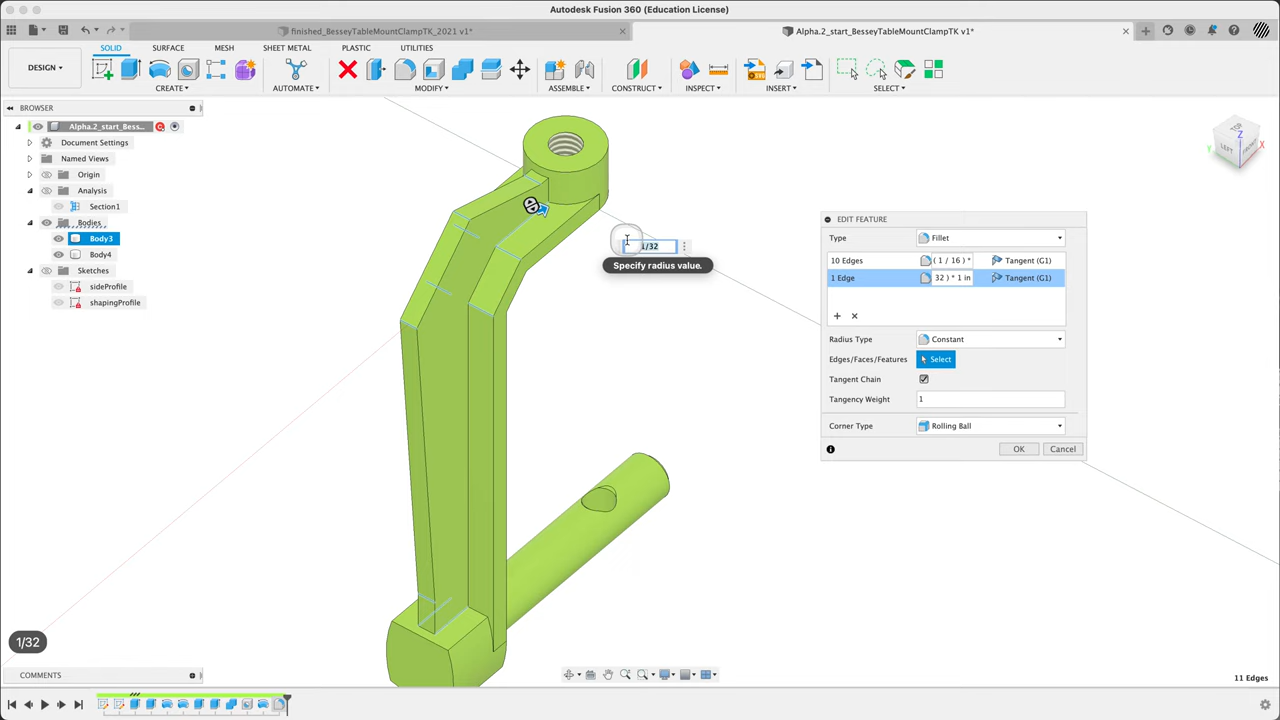 Autodesk Fusion 360 (Education License)
finished_BesseyTableMountClampTK_2021 v1*
Alpha.2_start_BesseyTableMountClampTK v1*
SOLID SURFACE MESH SHEET METAL PLASTIC UTILITIES
DESIGN
CREATE AUTOMATE MODIFY ASSEMBLE CONSTRUCT INSPECT INSERT SELECT
BROWSER
Alpha.2_start_Bess...
Document Settings
Named Views
Origin
Analysis
Section1
Bodies
Body3
Body4
Sketches
sideProfile
shapingProfile
1/32
Specify radius value.
EDIT FEATURE
Type Fillet
10 Edges ( 1 / 16 ) * Tangent (G1)
1 Edge 32 ) * 1 in Tangent (G1)
Radius Type Constant
Edges/Faces/Features Select
Tangent Chain
Tangency Weight 1
Corner Type Rolling Ball
OK Cancel
LEFT FRONT
Z
Y
X
1/32
COMMENTS
11 Edges